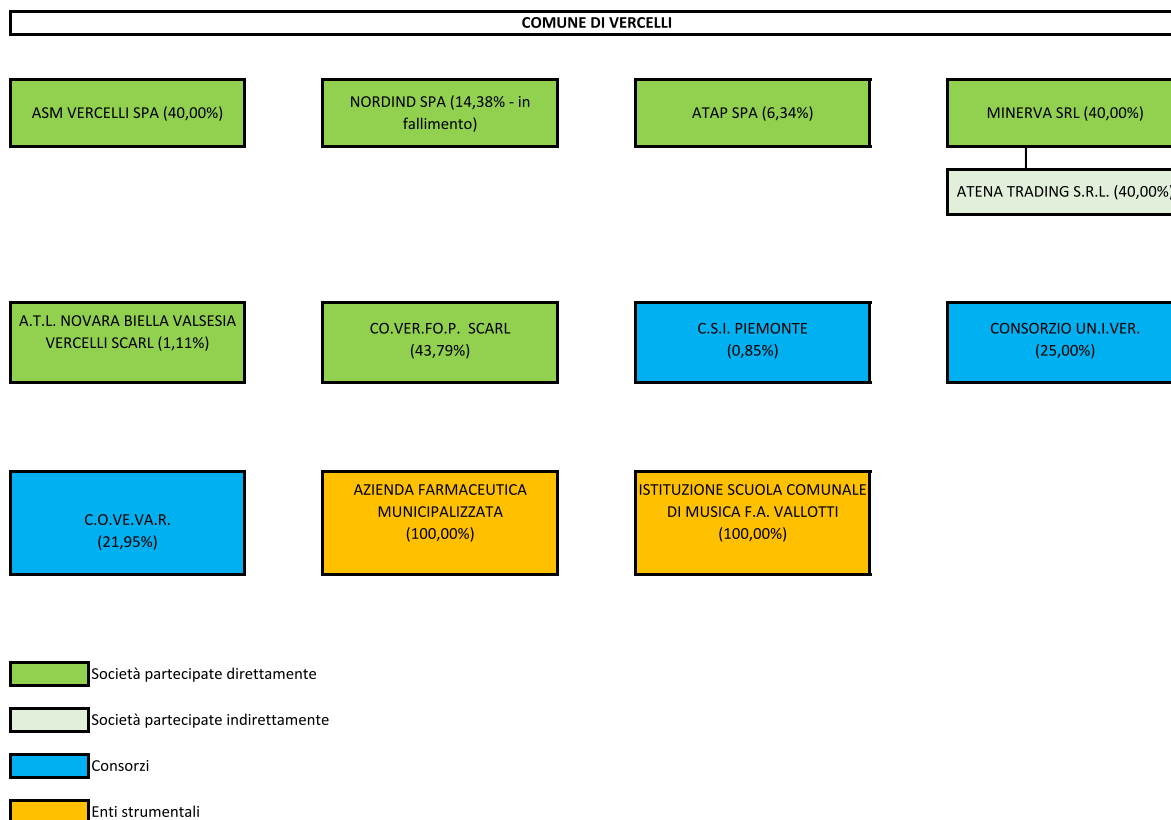 COMUNE DI VERCELLI
ASM VERCELLI SPA (40,00%)
NORDIND SPA (14,38% - in
fallimento)
ATAP SPA (6,34%)
MINERVA SRL (40,00%)
ATENA TRADING S.R.L. (40,00%)
A.T.L. NOVARA BIELLA VALSESIA
VERCELLI SCARL (1,11%)
CO.VER.FO.P. SCARL
(43,79%)
C.S.I. PIEMONTE
(0,85%)
CONSORZIO UN.I.VER.
(25,00%)
C.O.VE.VA.R.
(21,95%)
AZIENDA FARMACEUTICA
MUNICIPALIZZATA
(100,00%)
ISTITUZIONE SCUOLA COMUNALE
DI MUSICA F.A. VALLOTTI
(100,00%)
Società partecipate direttamente
Società partecipate indirettamente
Consorzi
Enti strumentali